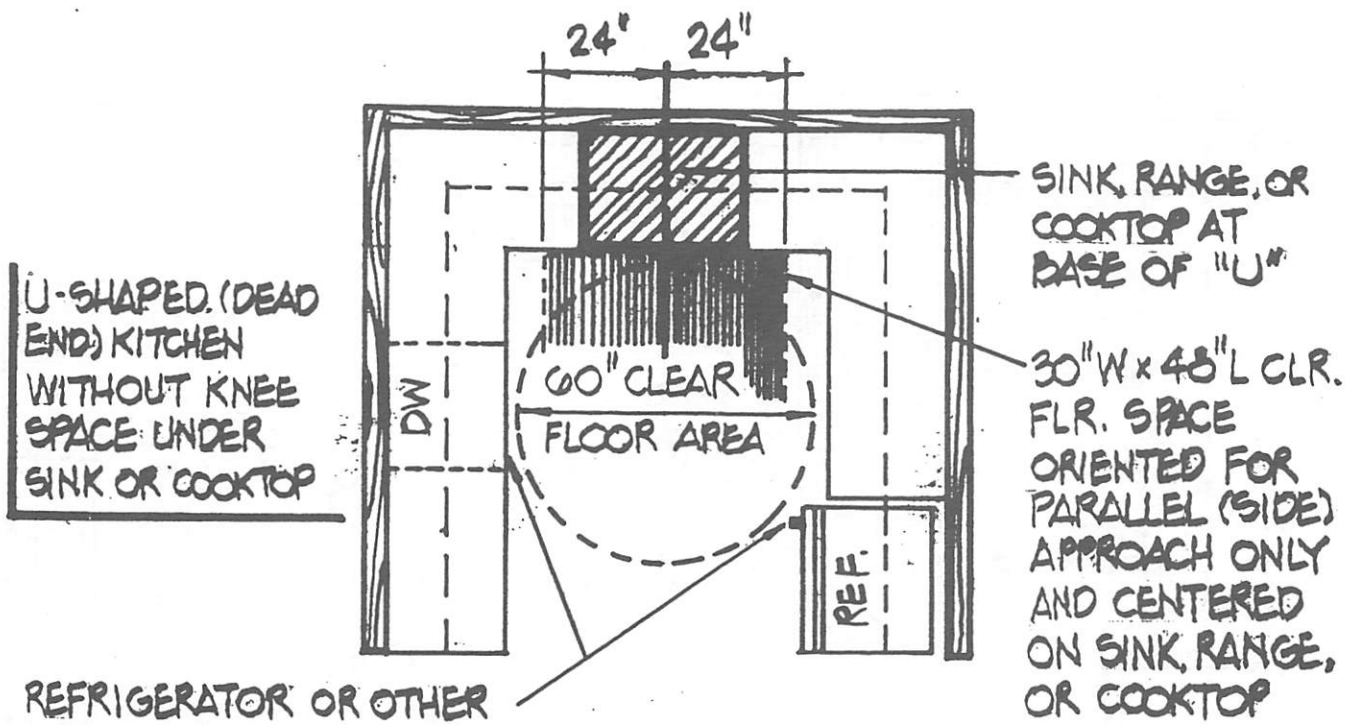 24" 24"
SINK, RANGE, OR
COOKTOP AT
BASE OF "U"
U-SHAPED (DEAD
END) KITCHEN
WITHOUT KNEE
SPACE UNDER
SINK OR COOKTOP
DW
60" CLEAR
FLOOR AREA
30"W x 48"L CLR.
FLR. SPACE
ORIENTED FOR
PARALLEL (SIDE)
APPROACH ONLY
AND CENTERED
ON SINK, RANGE,
OR COOKTOP
REF.
REFRIGERATOR OR OTHER